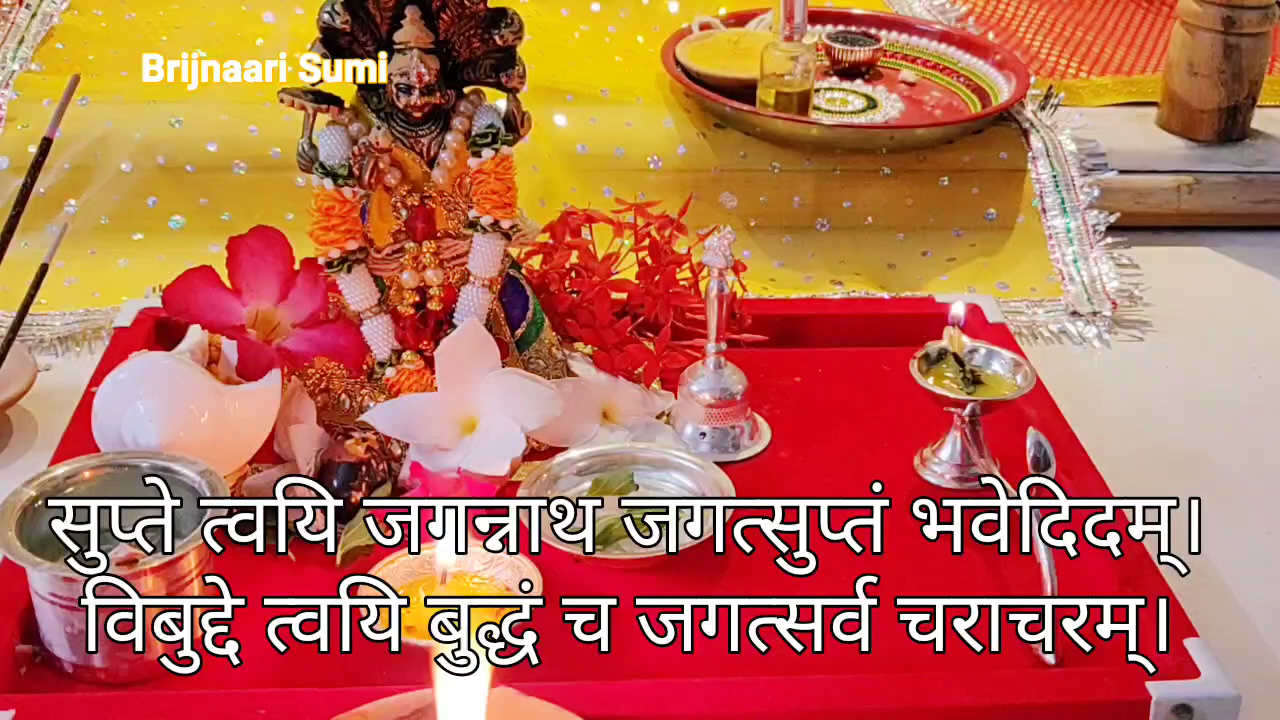 Brijnaari Sumi
सुप्ते त्वयि जगन्नाथ जगत्सुप्तं भवेदिदम्।
विबुद्दे त्वयि बुद्धं च जगत्सर्व चराचरम्।